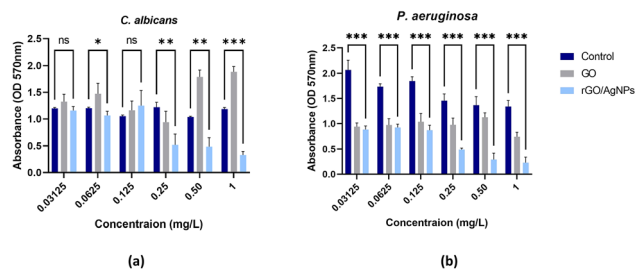 C. albicans
ns * ns ** ** ***
Absorbance (OD 570nm)
2.5
2.0
1.5
1.0
0.5
0.0
0.03125 0.0625 0.125 0.25 0.50 1
Concentraion (mg/L)
(a)
P. aeruginosa
*** *** *** *** *** ***
Absorbance (OD 570nm)
2.5
2.0
1.5
1.0
0.5
0.0
0.03125 0.0625 0.125 0.25 0.50 1
Concentraion (mg/L)
(b)
Control
GO
rGO/AgNPs